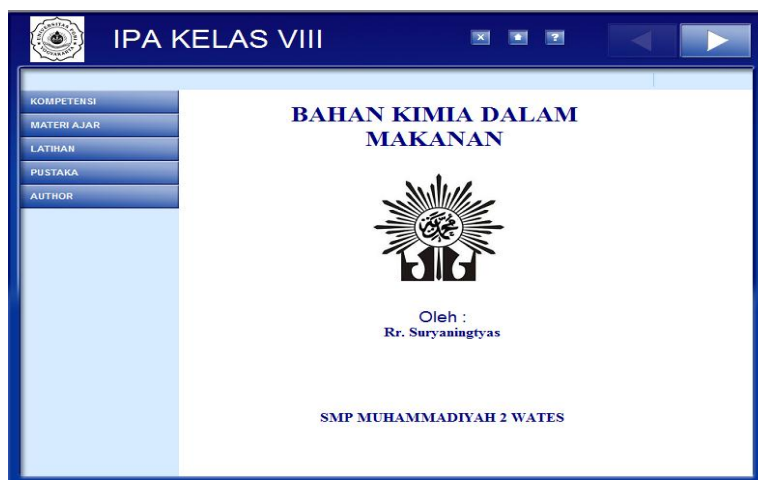 IPA KELAS VIII
KOMPETENSI
MATERI AJAR
LATIHAN
PUSTAKA
AUTHOR
BAHAN KIMIA DALAM
MAKANAN
Oleh :
Rr. Suryaningtyas
SMP MUHAMMADIYAH 2 WATES